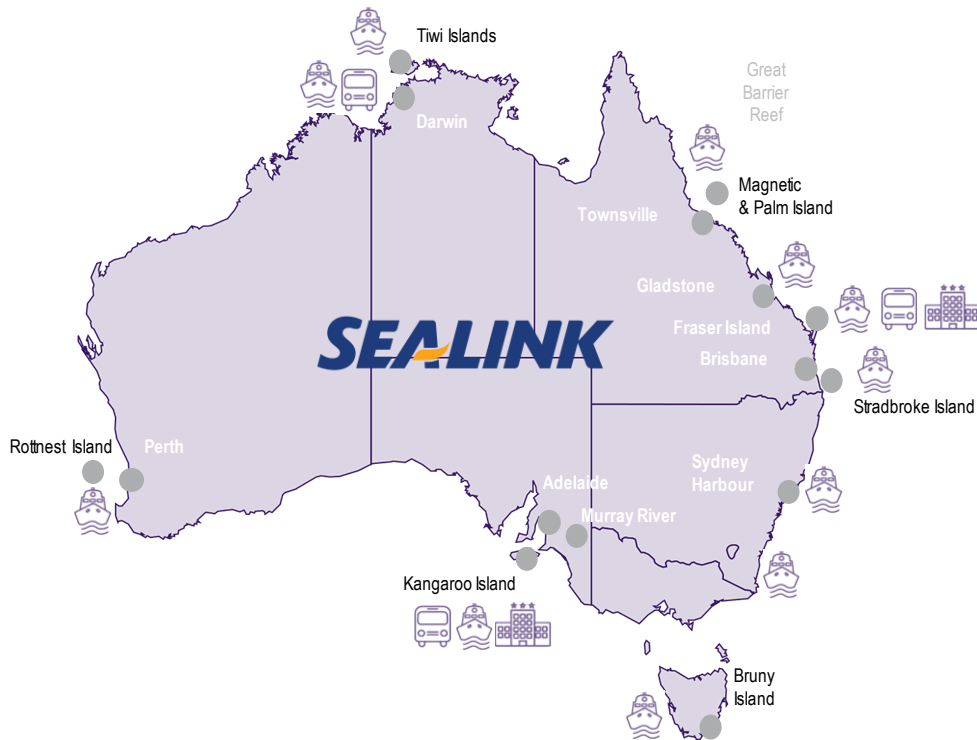 Tiwi Islands
Great
Barrier
Reef
Darwin
Magnetic
& Palm Island
Townsville
Gladstone
Fraser Island
SEALINK
Brisbane
Stradbroke Island
Rottnest Island
Perth
Sydney
Harbour
Adelaide
Murray River
Kangaroo Island
Bruny
Island